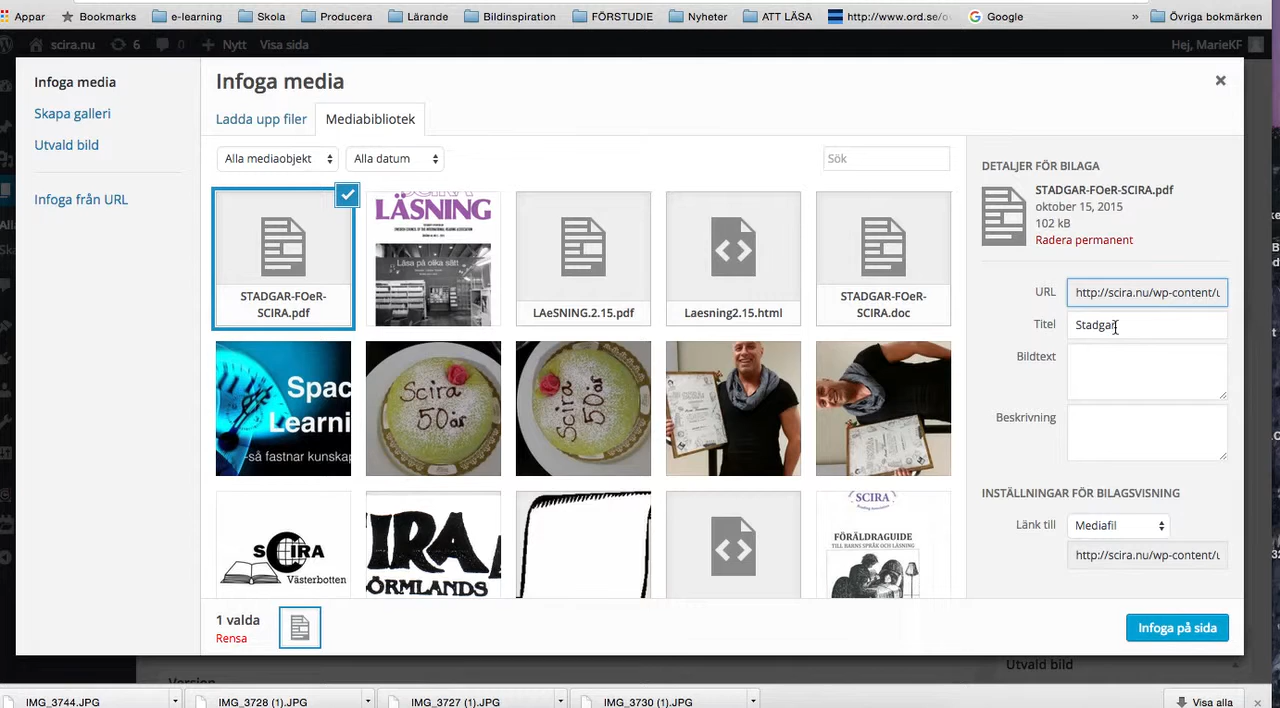 Appar
Bookmarks
e-learning
Skola
Producera
Lärande
Bildinspiration
FÖRSTUDIE
Nyheter
ATT LÄSA
http://www.ord.se/o
Google
»
Övriga bokmärken
scira.nu
6
0
Nytt
Visa sida
Hej, MarieKF
Infoga media
Skapa galleri
Utvald bild
Infoga från URL
Infoga media
Ladda upp filer
Mediabibliotek
Alla mediaobjekt
Alla datum
Sök
STADGAR-FOeR-
SCIRA.pdf
LÄSNING
Läsa på olika sätt
LAeSNING.2.15.pdf
Laesning2.15.html
STADGAR-FOeR-
SCIRA.doc
Spac
Learni
-så fastnar kunskap
Scira
50 år
Scira
50 år
SCIRA
Västerbotten
IRA
ÖRMLANDS
SCIRA
FÖRÄLDRAGUIDE
TILL BARNS SPRÅK OCH LÄSNING
DETALJER FÖR BILAGA
STADGAR-FOeR-SCIRA.pdf
oktober 15, 2015
102 kB
Radera permanent
URL
http://scira.nu/wp-content/u
Titel
Stadgar
Bildtext
Beskrivning
INSTÄLLNINGAR FÖR BILAGSVISNING
Länk till
Mediafil
http://scira.nu/wp-content/u
1 valda
Rensa
Infoga på sida
Version
Utvald bild
IMG_3744.JPG
IMG_3728 (1).JPG
IMG_3727 (1).JPG
IMG_3730 (1).JPG
Visa alla